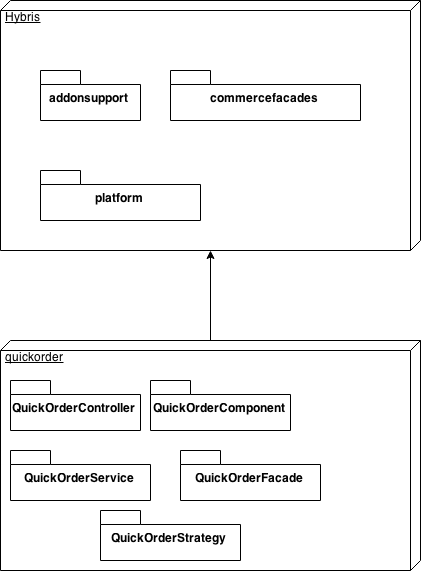 Hybris
addonsupport
commercefacades
platform
quickorder
QuickOrderController
QuickOrderComponent
QuickOrderService
QuickOrderFacade
QuickOrderStrategy